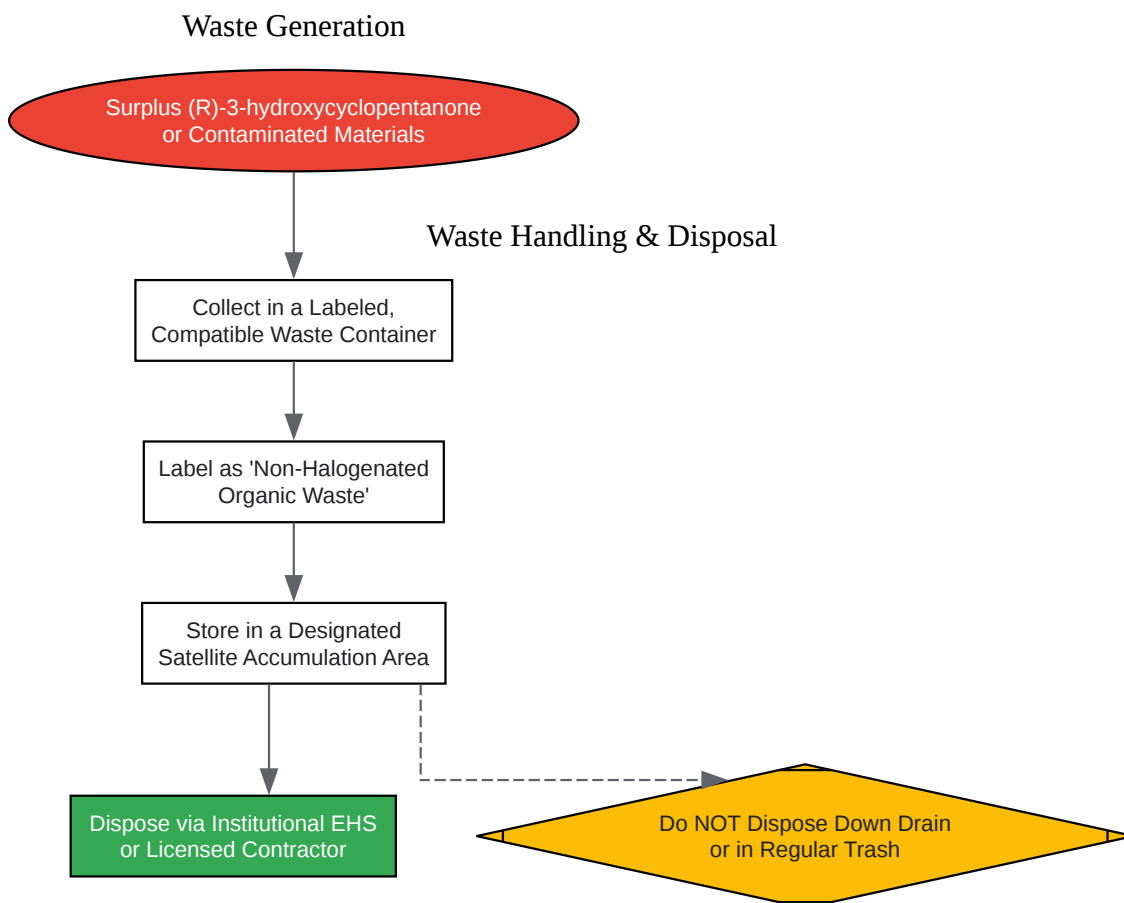 Waste Generation
Surplus (R)-3-hydroxycyclopentanone
or Contaminated Materials
Waste Handling & Disposal
Collect in a Labeled,
Compatible Waste Container
Label as 'Non-Halogenated
Organic Waste'
Store in a Designated
Satellite Accumulation Area
Dispose via Institutional EHS
or Licensed Contractor
Do NOT Dispose Down Drain
or in Regular Trash